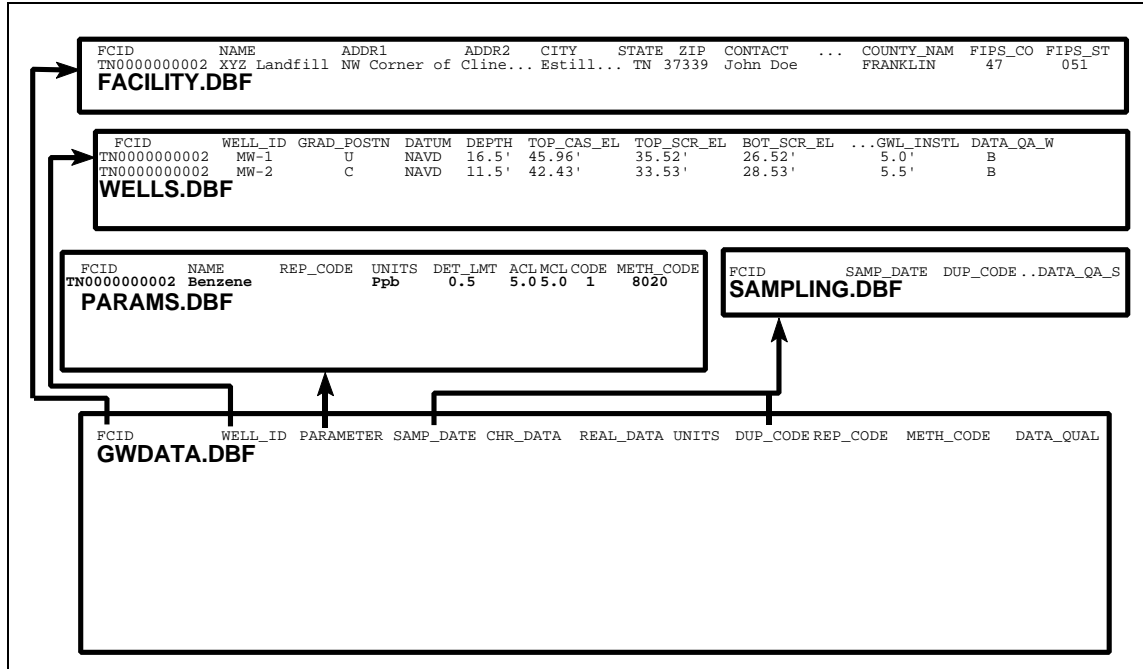 FCID NAME ADDR1 ADDR2 CITY STATE ZIP CONTACT ... COUNTY_NAM FIPS_CO FIPS_ST
TN0000000002 XYZ Landfill NW Corner of Cline... Estill... TN 37339 John Doe FRANKLIN 47 051
FACILITY.DBF
FCID WELL_ID GRAD_POSTN DATUM DEPTH TOP_CAS_EL TOP_SCR_EL BOT_SCR_EL ...GWL_INSTL DATA_QA_W
TN0000000002 MW-1 U NAVD 16.5' 45.96' 35.52' 26.52' 5.0' B
TN0000000002 MW-2 C NAVD 11.5' 42.43' 33.53' 28.53' 5.5' B
WELLS.DBF
FCID NAME REP_CODE UNITS DET_LMT ACL MCL CODE METH_CODE
TN0000000002 Benzene Ppb 0.5 5.0 5.0 1 8020
PARAMS.DBF
FCID SAMP_DATE DUP_CODE..DATA_QA_S
SAMPLING.DBF
FCID WELL_ID PARAMETER SAMP_DATE CHR_DATA REAL_DATA UNITS DUP_CODE REP_CODE METH_CODE DATA_QUAL
GWDATA.DBF